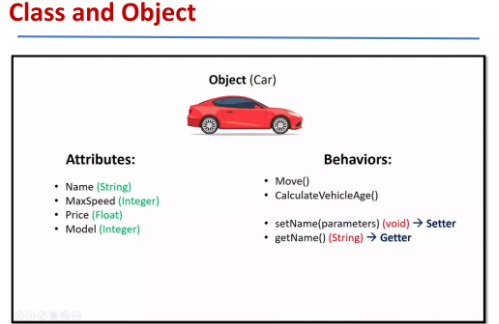 Class and Object
Object (Car)
Attributes:
• Name (String)
• MaxSpeed (Integer)
• Price (Float)
• Model (Integer)
Behaviors:
• Move()
• CalculateVehicleAge()
• setName(parameters) (void) → Setter
• getName() (String) → Getter